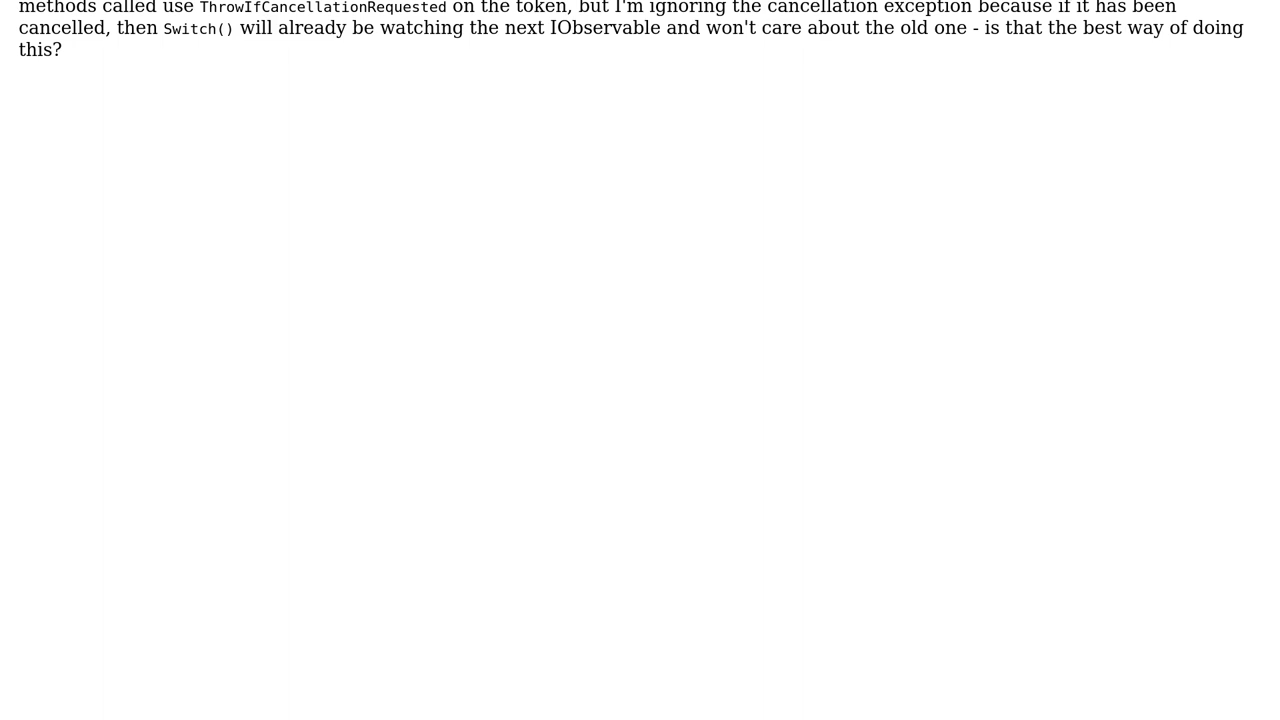 methods called use ThrowIfCancellationRequested on the token, but I'm ignoring the cancellation exception because if it has been
cancelled, then Switch() will already be watching the next IObservable and won't care about the old one - is that the best way of doing
this?